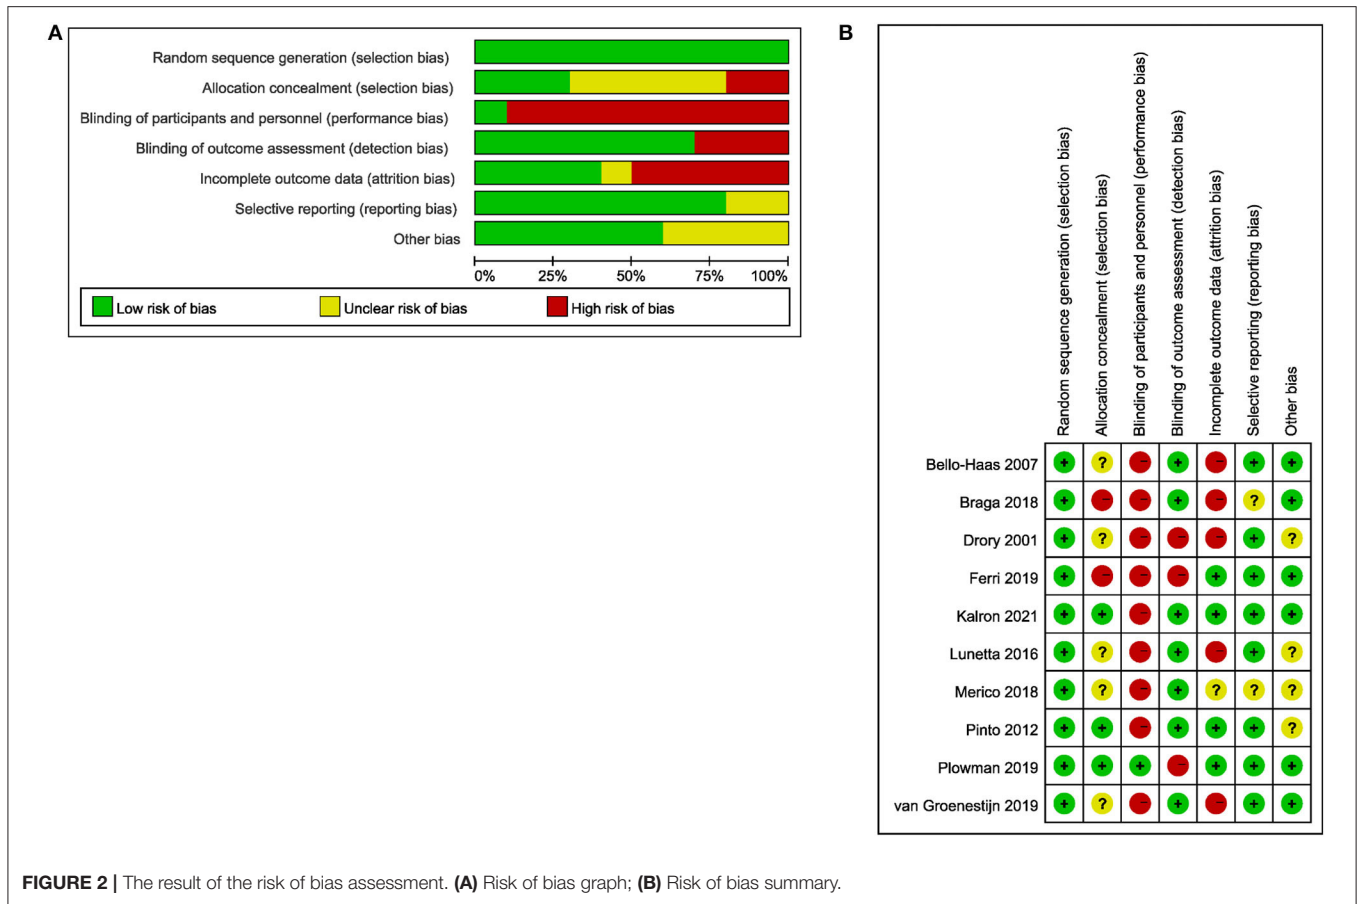 A
Random sequence generation (selection bias)
Allocation concealment (selection bias)
Blinding of participants and personnel (performance bias)
Blinding of outcome assessment (detection bias)
Incomplete outcome data (attrition bias)
Selective reporting (reporting bias)
Other bias
0% 25% 50% 75% 100%
Low risk of bias Unclear risk of bias High risk of bias
B
Random sequence generation (selection bias)
Allocation concealment (selection bias)
Blinding of participants and personnel (performance bias)
Blinding of outcome assessment (detection bias)
Incomplete outcome data (attrition bias)
Selective reporting (reporting bias)
Other bias
Bello-Haas 2007 + ? - + - + +
Braga 2018 + - - + - ? +
Drory 2001 + ? - - - + ?
Ferri 2019 + - - - + + +
Kalron 2021 + + - + + + +
Lunetta 2016 + ? - + - + ?
Merico 2018 + ? - + ? ? ?
Pinto 2012 + + - + + + ?
Plowman 2019 + + + - + + +
van Groenestijn 2019 + ? - + - + +
FIGURE 2 | The result of the risk of bias assessment. (A) Risk of bias graph; (B) Risk of bias summary.